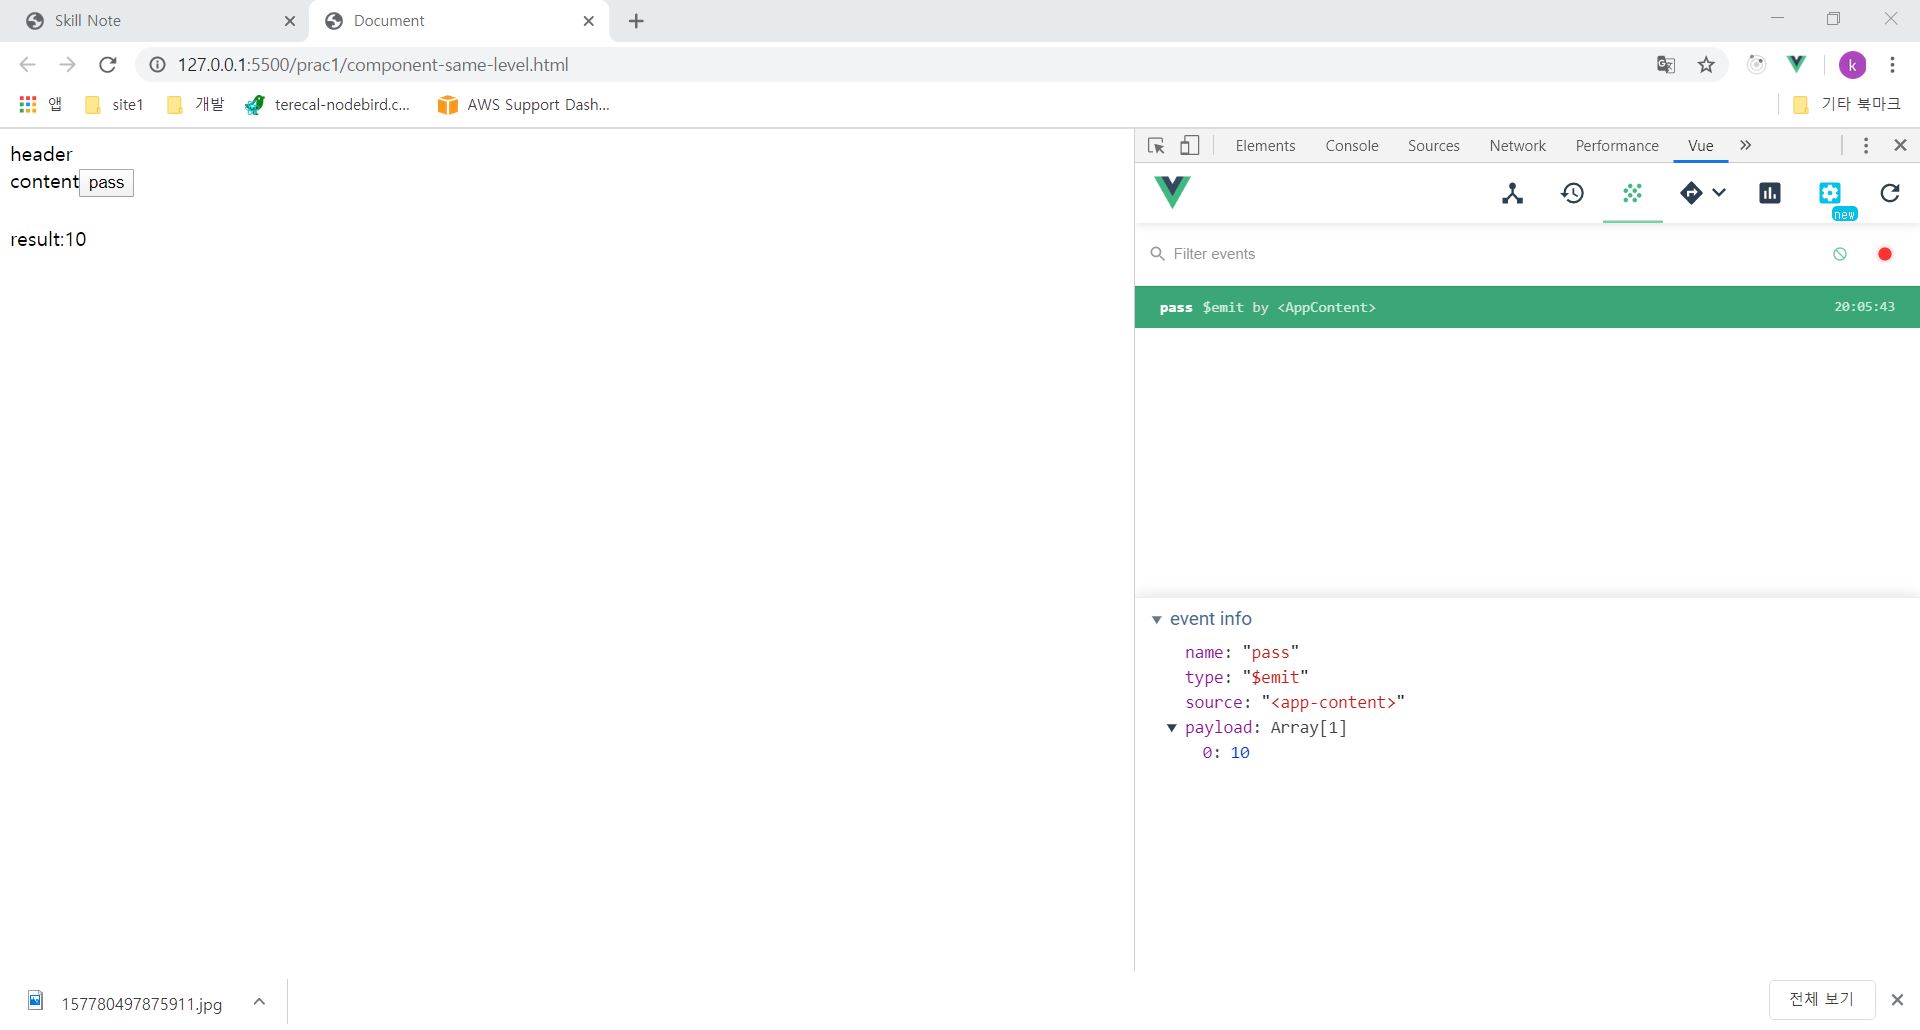 Skill Note
Document
127.0.0.1:5500/prac1/component-same-level.html
k
앱
site1
개발
terecal-nodebird.c...
AWS Support Dash...
기타 북마크
header
content pass
result:10
Elements Console Sources Network Performance Vue »
new
Filter events
pass $emit by <AppContent> 20:05:43
event info
name: "pass"
type: "$emit"
source: "<app-content>"
payload: Array[1]
0: 10
157780497875911.jpg
전체 보기